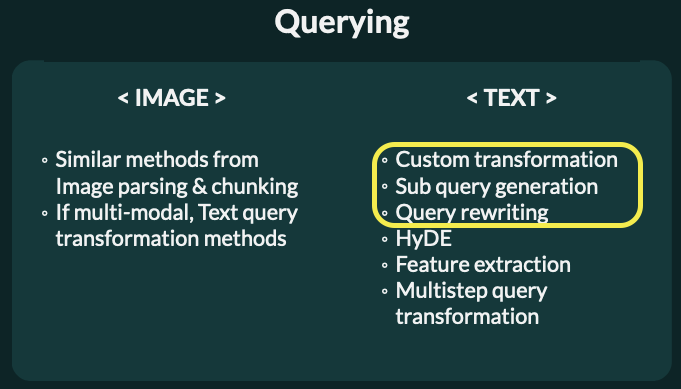 Querying
< IMAGE >
◦ Similar methods from
Image parsing & chunking
◦ If multi-modal, Text query
transformation methods
< TEXT >
◦ Custom transformation
◦ Sub query generation
◦ Query rewriting
◦ HyDE
◦ Feature extraction
◦ Multistep query
transformation